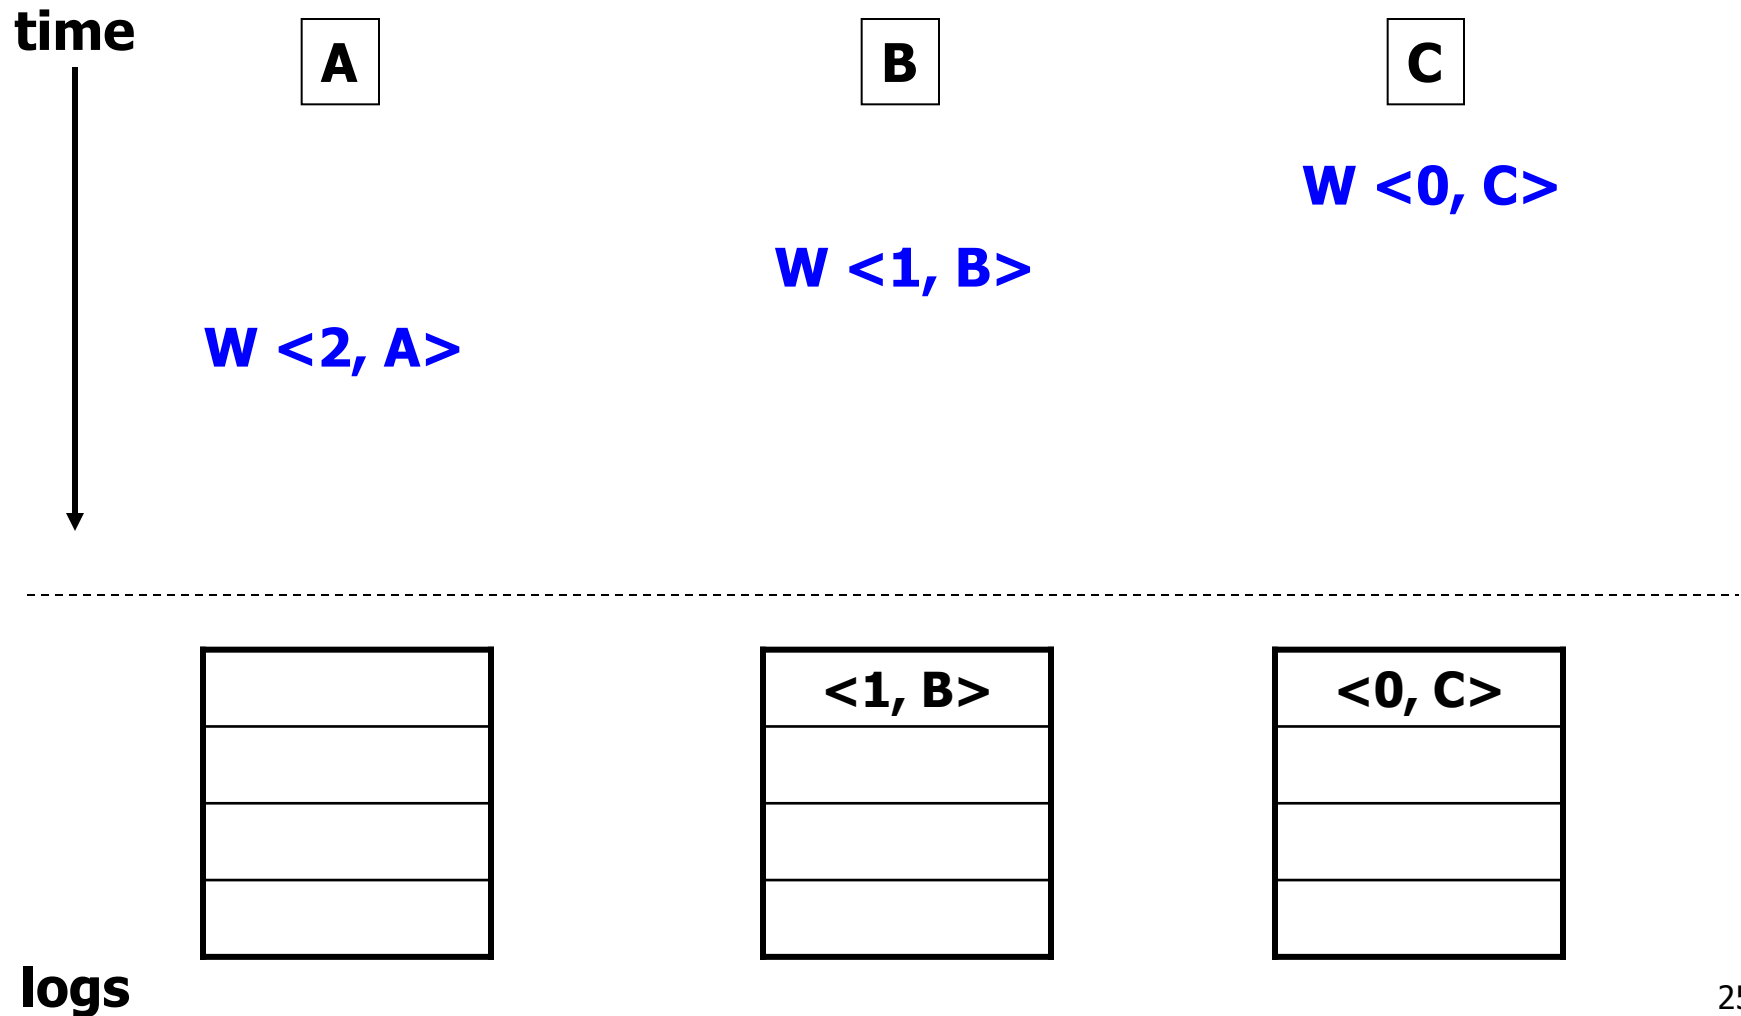 time
A
B
C
W <0, C>
W <1, B>
W <2, A>
<1, B>
<0, C>
logs